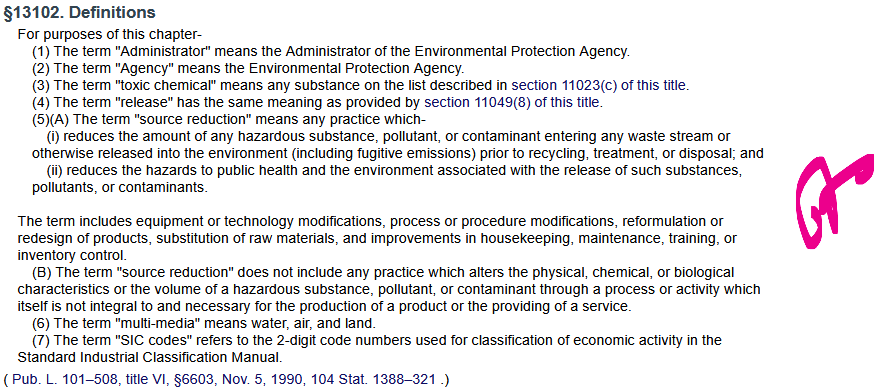 §13102. Definitions
For purposes of this chapter-
(1) The term "Administrator" means the Administrator of the Environmental Protection Agency.
(2) The term "Agency" means the Environmental Protection Agency.
(3) The term "toxic chemical" means any substance on the list described in section 11023(c) of this title.
(4) The term "release" has the same meaning as provided by section 11049(8) of this title.
(5)(A) The term "source reduction" means any practice which-
(i) reduces the amount of any hazardous substance, pollutant, or contaminant entering any waste stream or
otherwise released into the environment (including fugitive emissions) prior to recycling, treatment, or disposal; and
(ii) reduces the hazards to public health and the environment associated with the release of such substances,
pollutants, or contaminants.
The term includes equipment or technology modifications, process or procedure modifications, reformulation or
redesign of products, substitution of raw materials, and improvements in housekeeping, maintenance, training, or
inventory control.
(B) The term "source reduction" does not include any practice which alters the physical, chemical, or biological
characteristics or the volume of a hazardous substance, pollutant, or contaminant through a process or activity which
itself is not integral to and necessary for the production of a product or the providing of a service.
(6) The term "multi-media" means water, air, and land.
(7) The term "SIC codes" refers to the 2-digit code numbers used for classification of economic activity in the
Standard Industrial Classification Manual.
( Pub. L. 101–508, title VI, §6603, Nov. 5, 1990, 104 Stat. 1388–321 .)